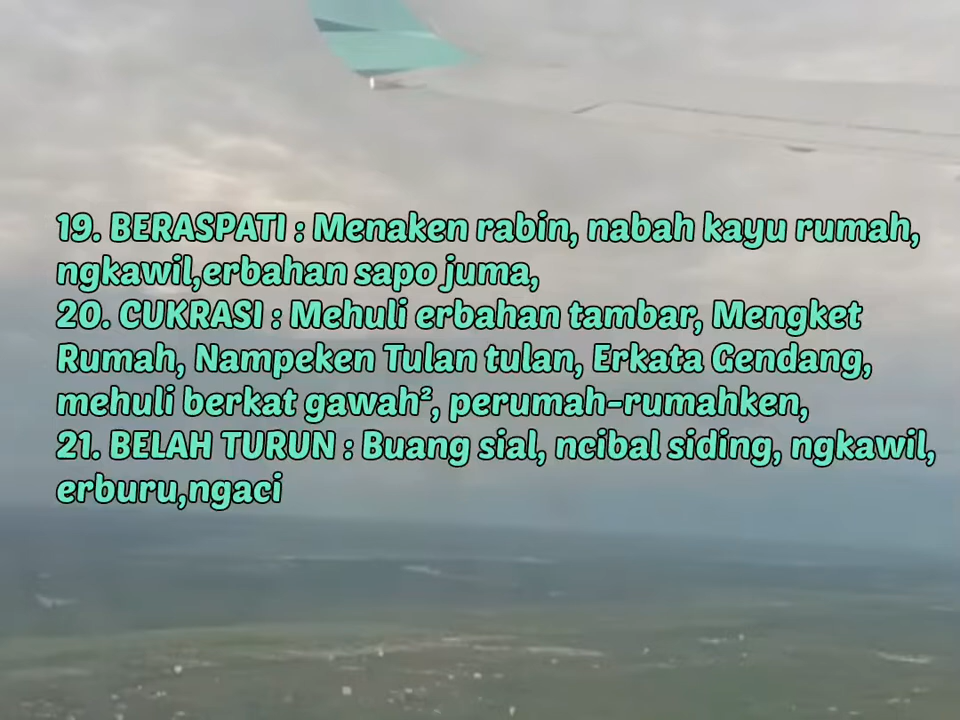 19. BERASPATI : Menaken rabin, nabah kayu rumah,
ngkawil,erbahan sapo juma,
20. CUKRASI : Mehuli erbahan tambar, Mengket
Rumah, Nampeken Tulan tulan, Erkata Gendang,
mehuli berkat gawah², perumah-rumahken,
21. BELAH TURUN : Buang sial, ncibal siding, ngkawil,
erburu,ngaci